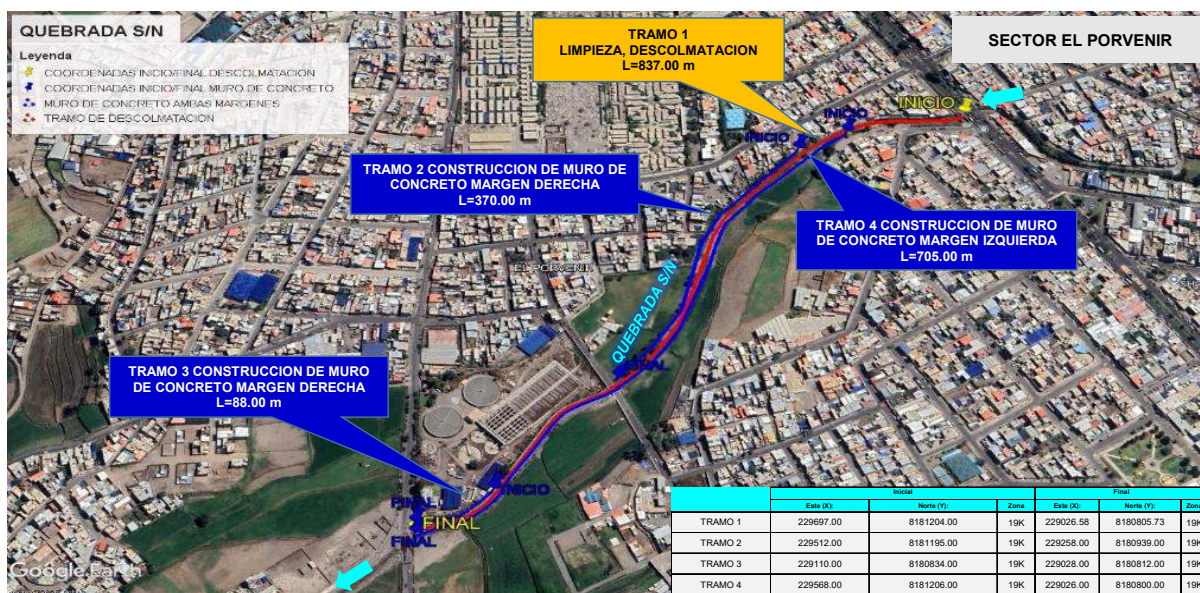 QUEBRADA S/N
Leyenda
COORDENADAS INICIO/FINAL DESCOLMATACION
COORDENADAS INICIO/FINAL MURO DE CONCRETO
MURO DE CONCRETO AMBAS MARGENES
TRAMO DE DESCOLMATACION
TRAMO 1
LIMPIEZA, DESCOLMATACION
L=837.00 m
SECTOR EL PORVENIR
INICIO
INICIO
INICIO
TRAMO 2 CONSTRUCCION DE MURO DE
CONCRETO MARGEN DERECHA
L=370.00 m
TRAMO 4 CONSTRUCCION DE MURO
DE CONCRETO MARGEN IZQUIERDA
L=705.00 m
EL PORVENIR
QUEBRADA S/N
FINAL
TRAMO 3 CONSTRUCCION DE MURO
DE CONCRETO MARGEN DERECHA
L=88.00 m
INICIO
FINAL
FINAL
FINAL
Google Earth
Inicial Final
Este (X): Norte (Y): Zona Este (X): Norte (Y): Zona
TRAMO 1 229697.00 8181204.00 19K 229026.58 8180805.73 19K
TRAMO 2 229512.00 8181195.00 19K 229258.00 8180939.00 19K
TRAMO 3 229110.00 8180834.00 19K 229028.00 8180812.00 19K
TRAMO 4 229568.00 8181206.00 19K 229026.00 8180800.00 19K